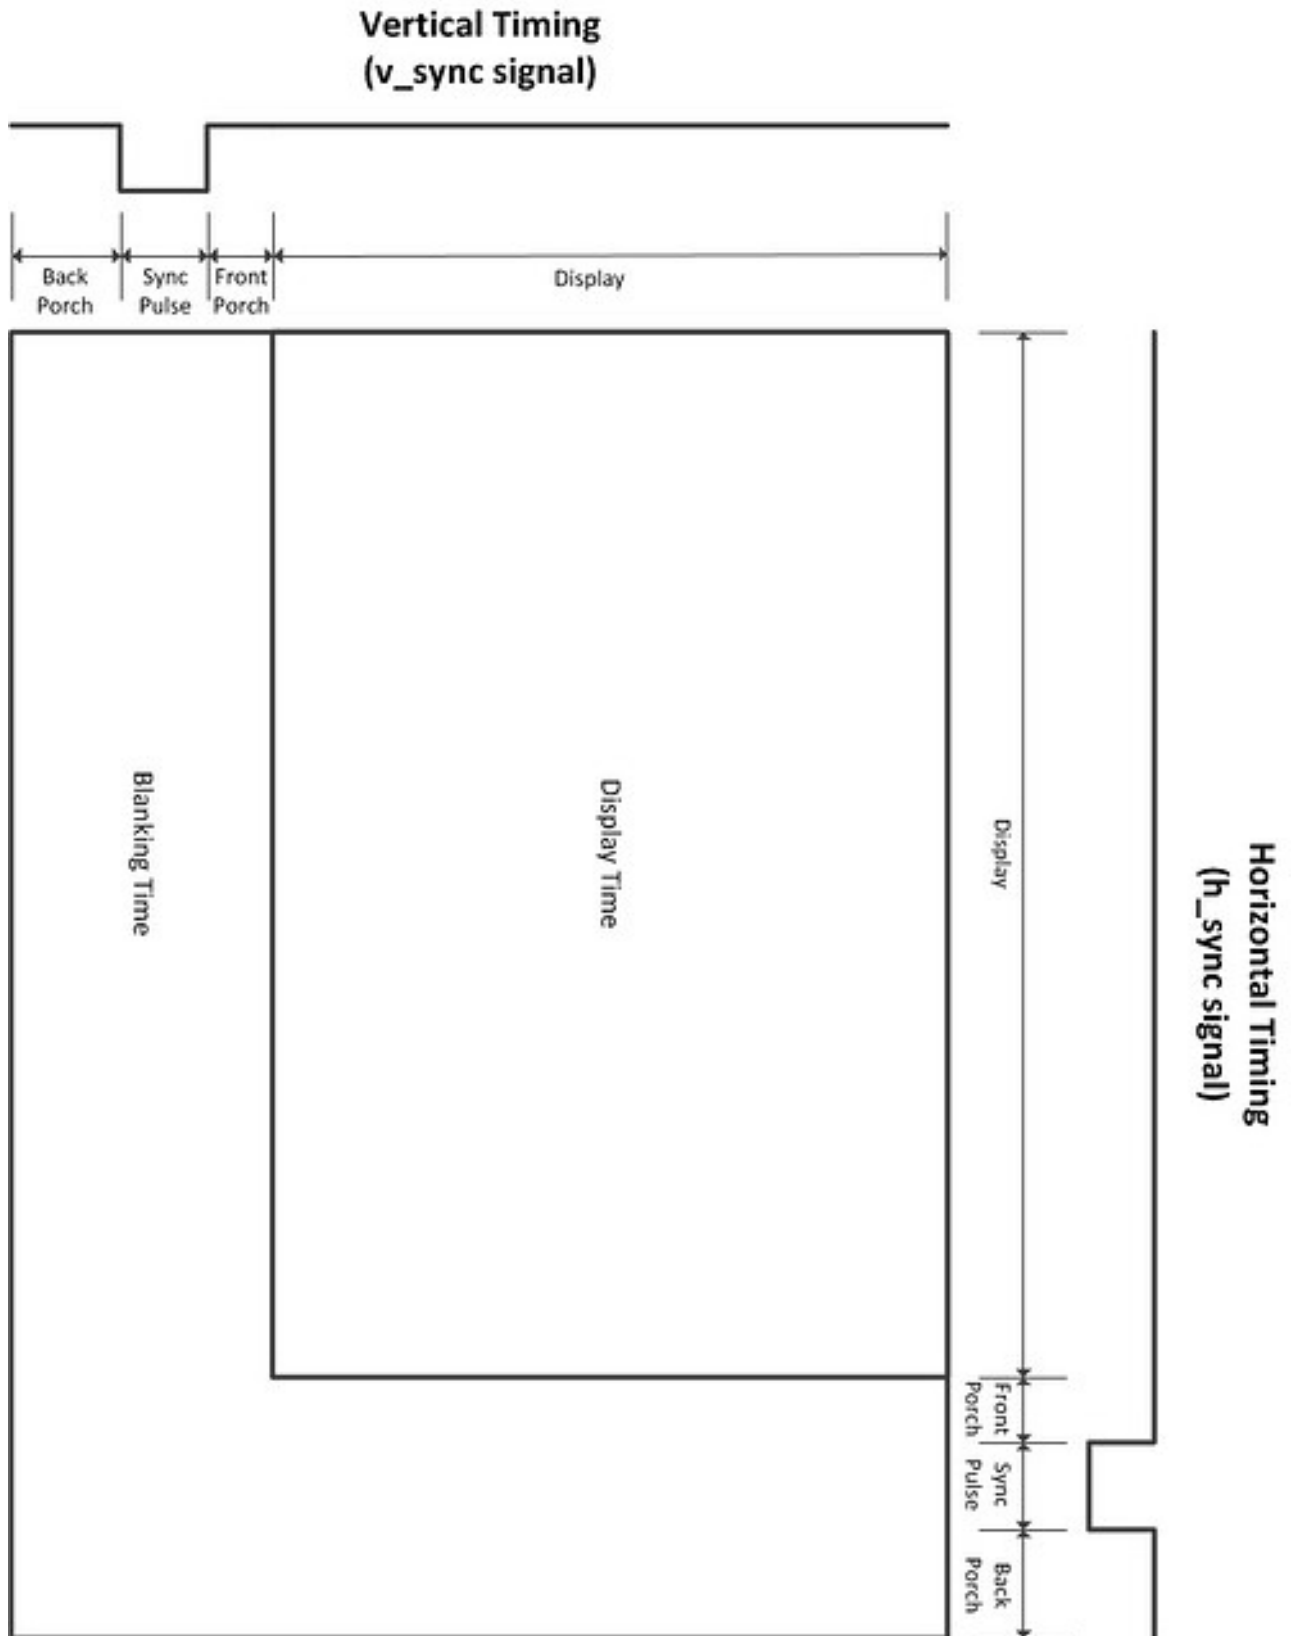 Vertical Timing
(v_sync signal)
Back
Porch
Sync
Pulse
Front
Porch
Display
Blanking Time
Display Time
Display
Horizontal Timing
(h_sync signal)
Front
Porch
Sync
Pulse
Back
Porch